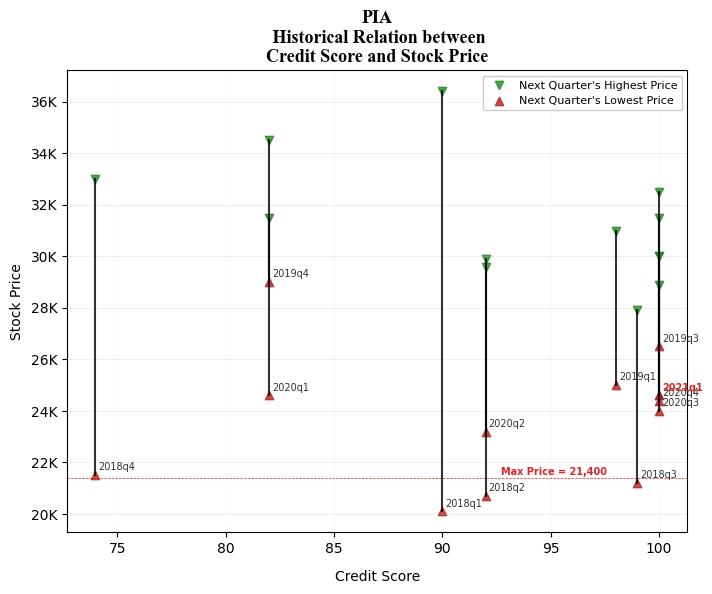 PIA
Historical Relation between
Credit Score and Stock Price
Next Quarter's Highest Price
Next Quarter's Lowest Price
36K
34K
32K
30K
28K
26K
24K
22K
20K
Stock Price
2019q4
2019q3
2019q1
2021q1
2020q4
2020q3
2020q1
2020q2
2018q4
Max Price = 21,400
2018q3
2018q2
2018q1
75
80
85
90
95
100
Credit Score